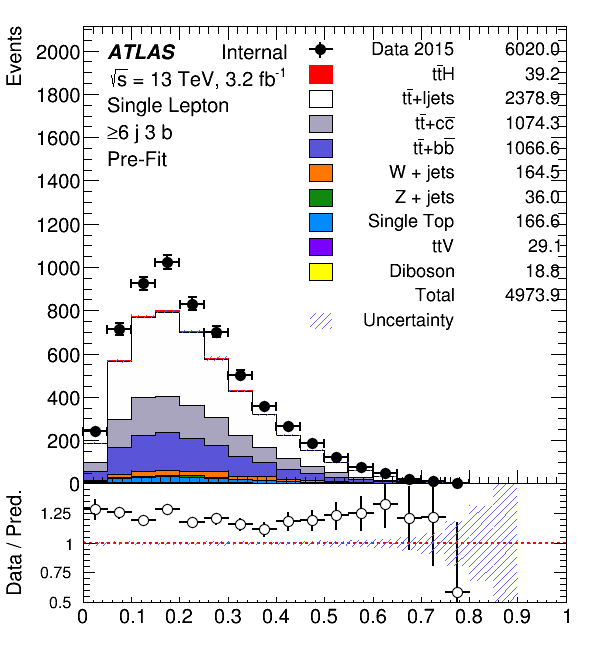 Events
2000
1800
1600
1400
1200
1000
800
600
400
200
0
ATLAS Internal
√s = 13 TeV, 3.2 fb⁻¹
Single Lepton
≥6 j 3 b
Pre-Fit
Data 2015 6020.0
tt̄H 39.2
tt̄+ljets 2378.9
tt̄+cc̄ 1074.3
tt̄+bb̄ 1066.6
W + jets 164.5
Z + jets 36.0
Single Top 166.6
ttV 29.1
Diboson 18.8
Total 4973.9
Uncertainty
Data / Pred.
1.25
1
0.75
0.5
0 0.1 0.2 0.3 0.4 0.5 0.6 0.7 0.8 0.9 1